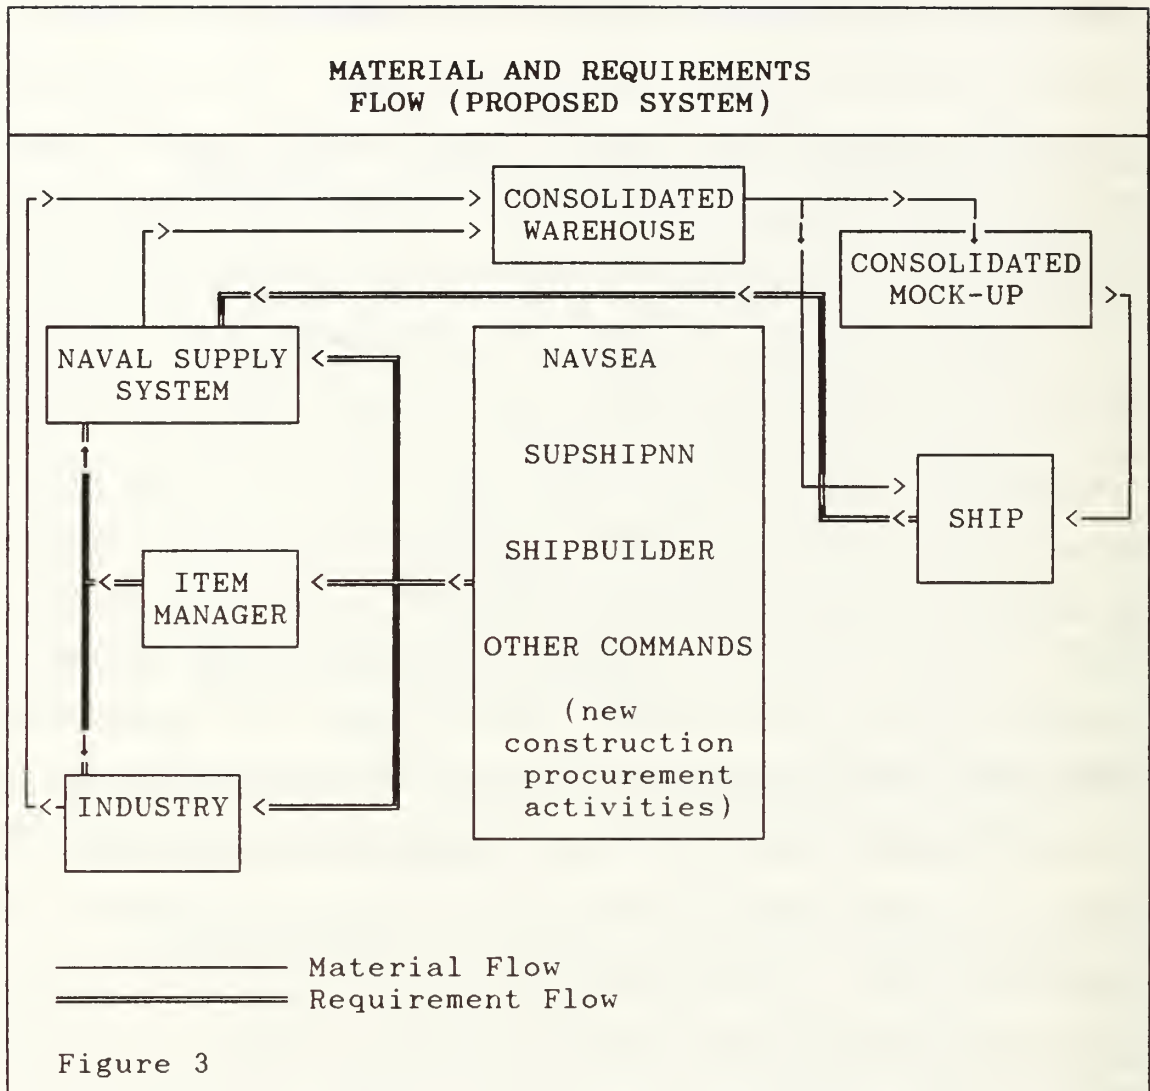 MATERIAL AND REQUIREMENTS
FLOW (PROPOSED SYSTEM)
CONSOLIDATED
WAREHOUSE
CONSOLIDATED
MOCK-UP
NAVAL SUPPLY
SYSTEM
NAVSEA
SUPSHIPNN
SHIPBUILDER
OTHER COMMANDS
(new
construction
procurement
activities)
SHIP
ITEM
MANAGER
INDUSTRY
Material Flow
Requirement Flow
Figure 3